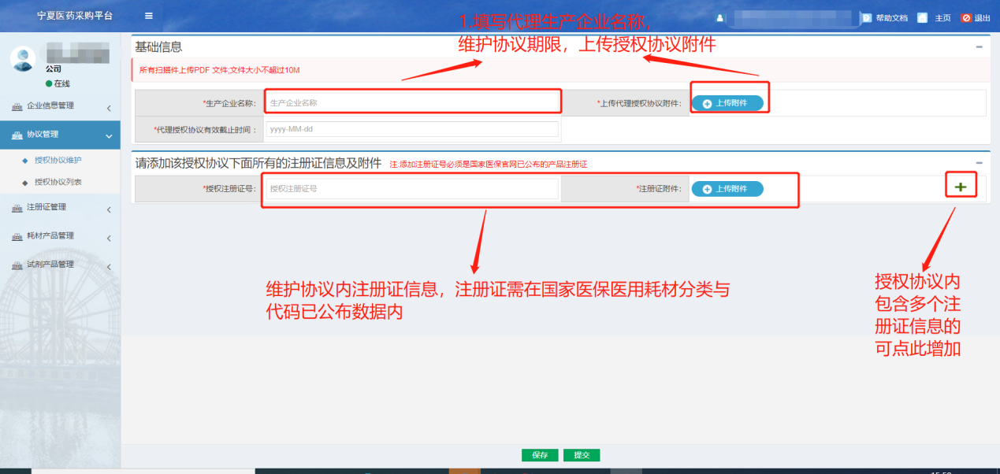 宁夏医药采购平台
帮助文档
主页
退出
1.填写代理生产企业名称,
维护协议期限，上传授权协议附件
公司
在线
企业信息管理
协议管理
授权协议维护
授权协议列表
注册证管理
耗材产品管理
试剂产品管理
基础信息
所有扫描件上传PDF 文件;文件大小不超过10M
*生产企业名称:
生产企业名称
*上传代理授权协议附件:
上传附件
*代理授权协议有效截止时间 :
yyyy-MM-dd
请添加该授权协议下面所有的注册证信息及附件 注:添加注册证号必须是国家医保官网已公布的产品注册证
*授权注册证号:
授权注册证号
*注册证附件:
上传附件
维护协议内注册证信息，注册证需在国家医保医用耗材分类与
代码已公布数据内
授权协议内
包含多个注
册证信息的
可点此增加
保存
提交